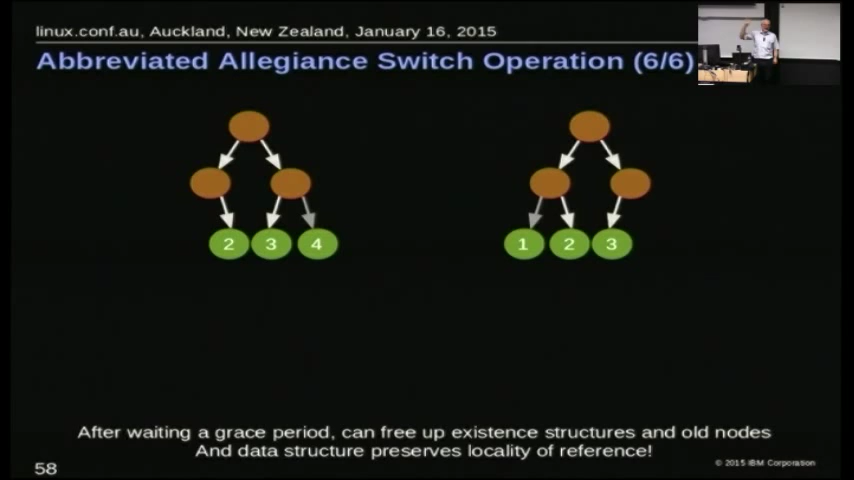 linux.conf.au, Auckland, New Zealand, January 16, 2015
Abbreviated Allegiance Switch Operation (6/6)
2 3 4 1 2 3
After waiting a grace period, can free up existence structures and old nodes
And data structure preserves locality of reference!
58
© 2015 IBM Corporation